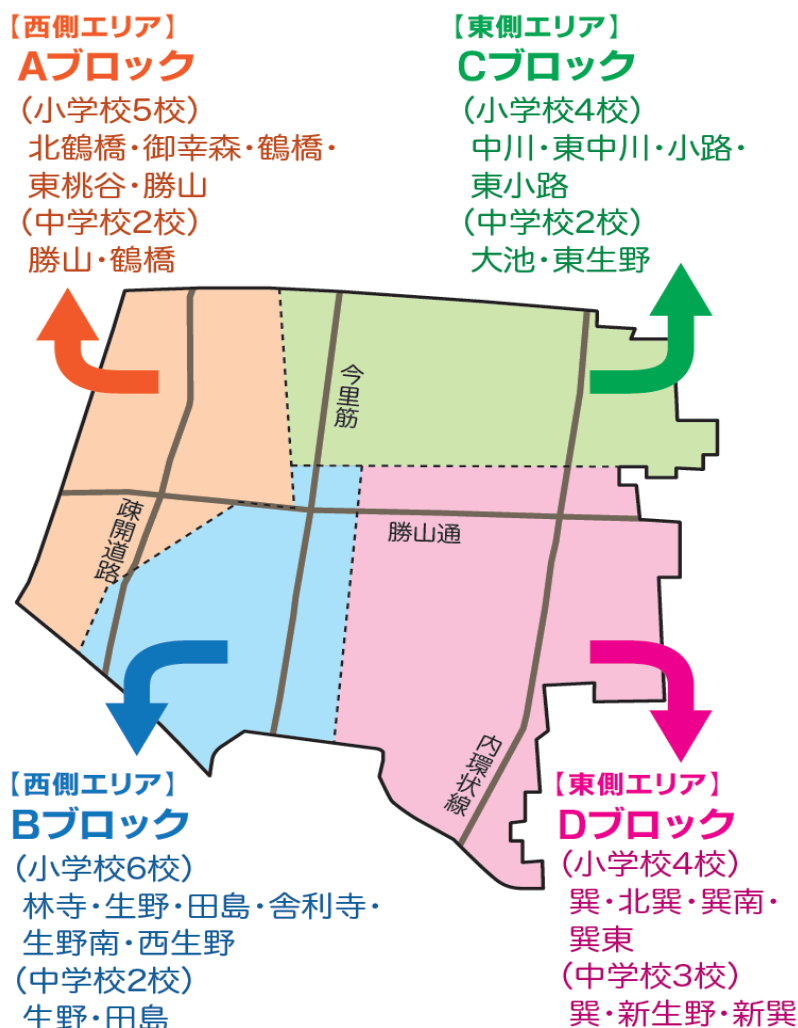 【西側エリア】
Aブロック
(小学校5校)
北鶴橋・御幸森・鶴橋・
東桃谷・勝山
(中学校2校)
勝山・鶴橋
【東側エリア】
Cブロック
(小学校4校)
中川・東中川・小路・
東小路
(中学校2校)
大池・東生野
今里筋
疎開道路
勝山通
内環状線
【西側エリア】
Bブロック
(小学校6校)
林寺・生野・田島・舎利寺・
生野南・西生野
(中学校2校)
生野・田島
【東側エリア】
Dブロック
(小学校4校)
巽・北巽・巽南・
巽東
(中学校3校)
巽・新生野・新巽